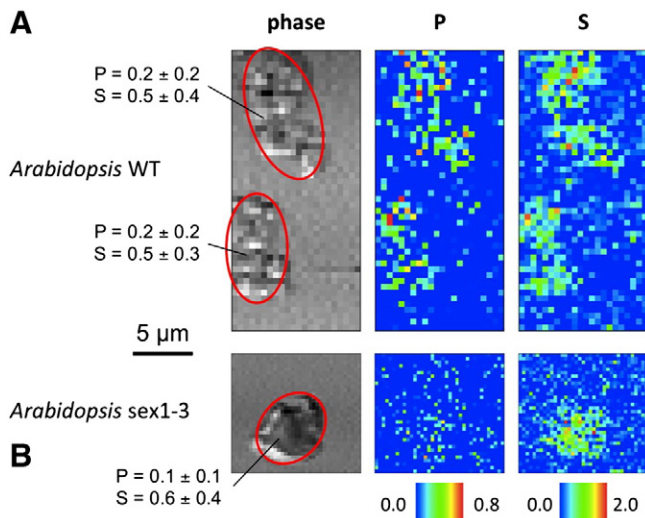 A
phase
P
S
P = 0.2 ± 0.2
S = 0.5 ± 0.4
Arabidopsis WT
P = 0.2 ± 0.2
S = 0.5 ± 0.3
5 μm
Arabidopsis sex1-3
B
P = 0.1 ± 0.1
S = 0.6 ± 0.4
0.0 0.8 0.0 2.0